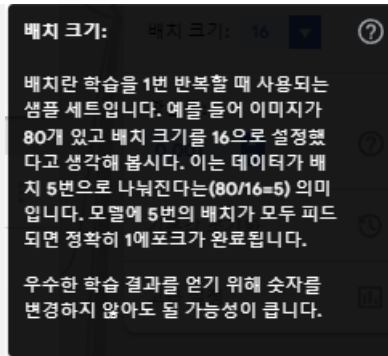 배치 크기:
배치 크기: 16
배치란 학습을 1번 반복할 때 사용되는
샘플 세트입니다. 예를 들어 이미지가
80개 있고 배치 크기를 16으로 설정했
다고 생각해 봅시다. 이는 데이터가 배
치 5번으로 나눠진다는(80/16=5) 의미
입니다. 모델에 5번의 배치가 모두 피드
되면 정확히 1에포크가 완료됩니다.
우수한 학습 결과를 얻기 위해 숫자를
변경하지 않아도 될 가능성이 큽니다.